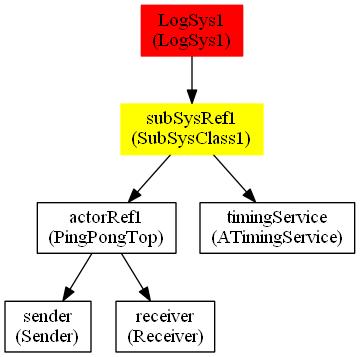 LogSys1
(LogSys1)
subSysRef1
(SubSysClass1)
actorRef1
(PingPongTop)
timingService
(ATimingService)
sender
(Sender)
receiver
(Receiver)